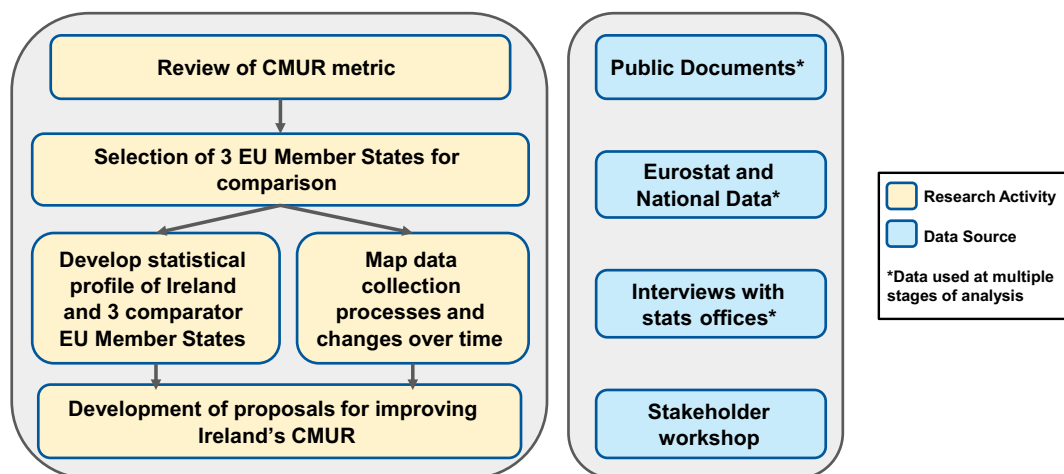 Review of CMUR metric
Selection of 3 EU Member States for
comparison
Develop statistical
profile of Ireland
and 3 comparator
EU Member States
Map data
collection
processes and
changes over time
Development of proposals for improving
Ireland's CMUR
Public Documents*
Eurostat and
National Data*
Interviews with
stats offices*
Stakeholder
workshop
Research Activity
Data Source
*Data used at multiple
stages of analysis